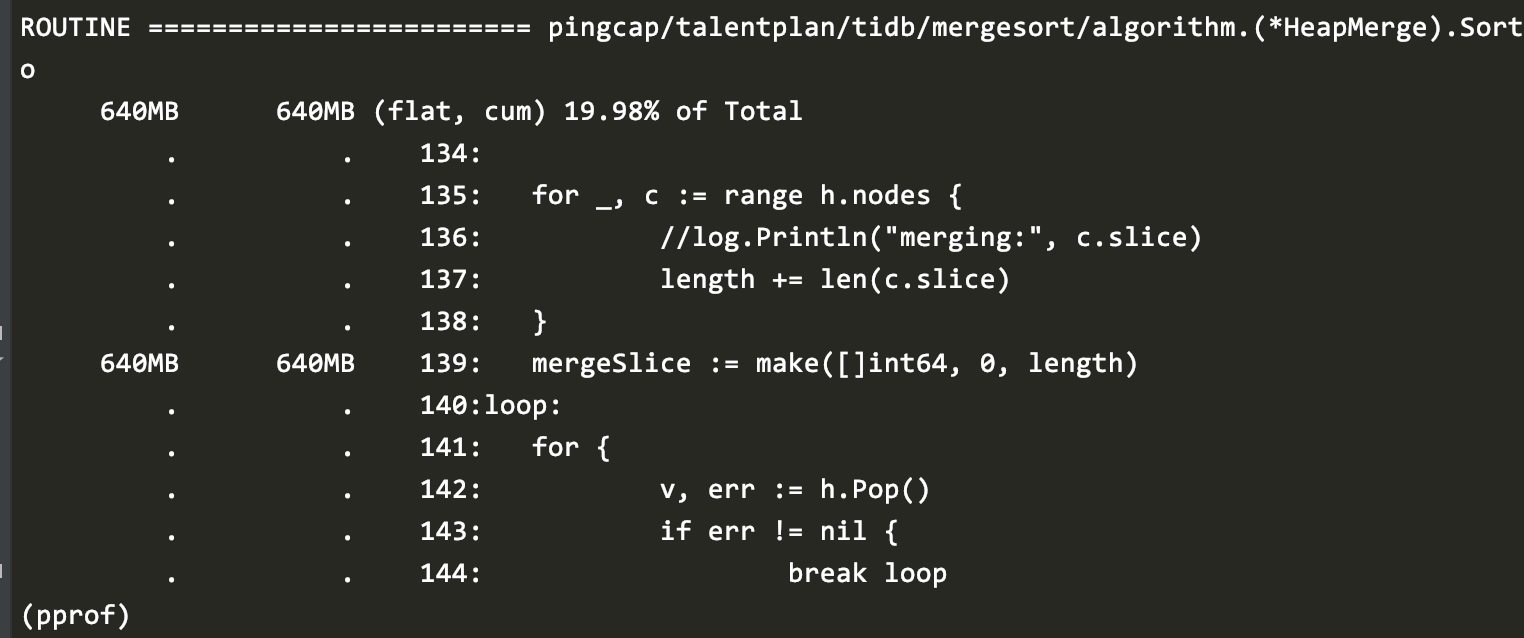 ROUTINE ======================== pingcap/talentplan/tidb/mergesort/algorithm.(*HeapMerge).Sort
o
     640MB      640MB (flat, cum) 19.98% of Total
         .          .    134:
         .          .    135:   for _, c := range h.nodes {
         .          .    136:           //log.Println("merging:", c.slice)
         .          .    137:           length += len(c.slice)
         .          .    138:   }
     640MB      640MB    139:   mergeSlice := make([]int64, 0, length)
         .          .    140:loop:
         .          .    141:   for {
         .          .    142:           v, err := h.Pop()
         .          .    143:           if err != nil {
         .          .    144:                   break loop
(pprof)